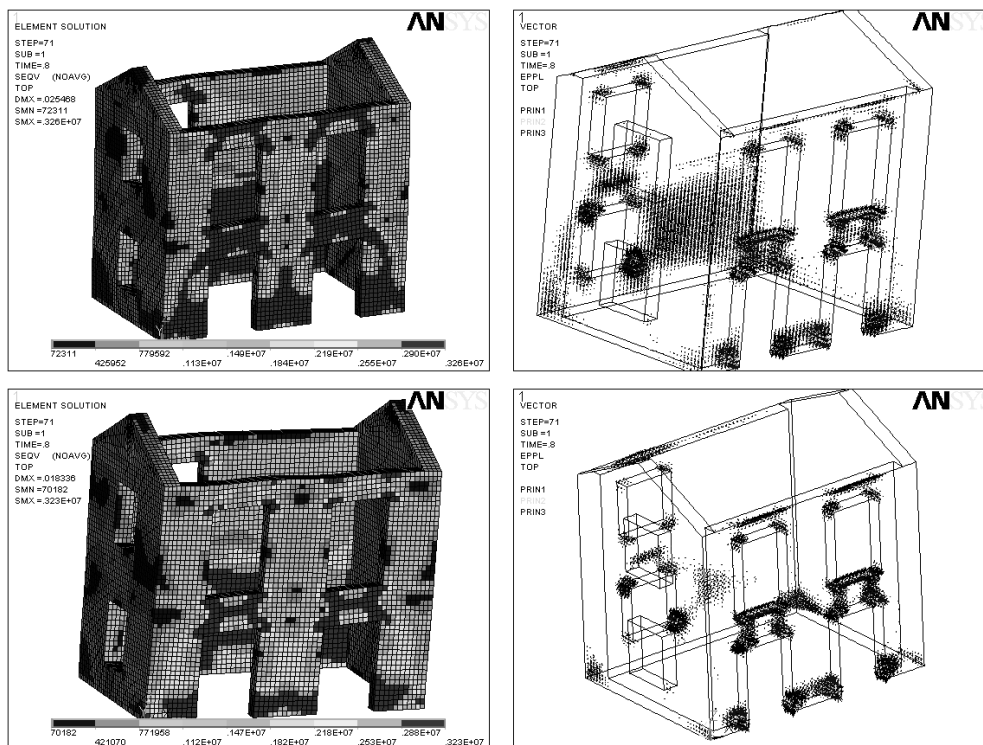 1
ELEMENT SOLUTION
STEP=71
SUB =1
TIME=.8
SEQV (NOAVG)
TOP
DMX =.025468
SMN =72311
SMX =.326E+07
ANSYS
72311
425952
779592
.113E+07
.149E+07
.184E+07
.219E+07
.255E+07
.290E+07
.326E+07
1
VECTOR
STEP=71
SUB =1
TIME=.8
EPPL
TOP
PRIN1
PRIN2
PRIN3
ANSYS
1
ELEMENT SOLUTION
STEP=71
SUB =1
TIME=.8
SEQV (NOAVG)
TOP
DMX =.018336
SMN =70182
SMX =.323E+07
ANSYS
70182
421070
771958
.112E+07
.147E+07
.182E+07
.218E+07
.253E+07
.288E+07
.323E+07
1
VECTOR
STEP=71
SUB =1
TIME=.8
EPPL
TOP
PRIN1
PRIN2
PRIN3
ANSYS